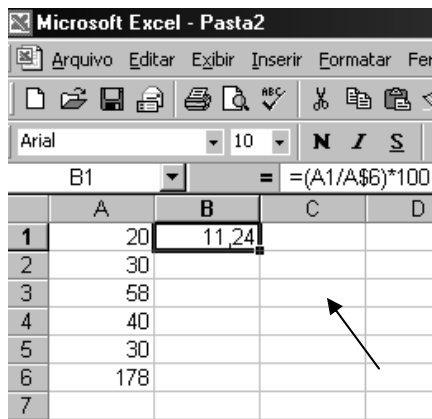 Microsoft Excel - Pasta2
Arquivo Editar Exibir Inserir Formatar Fer
ABC
Arial 10 N I S
B1 = =(A1/A$6)*100
A B C D
1 20 11,24
2 30
3 58
4 40
5 30
6 178
7